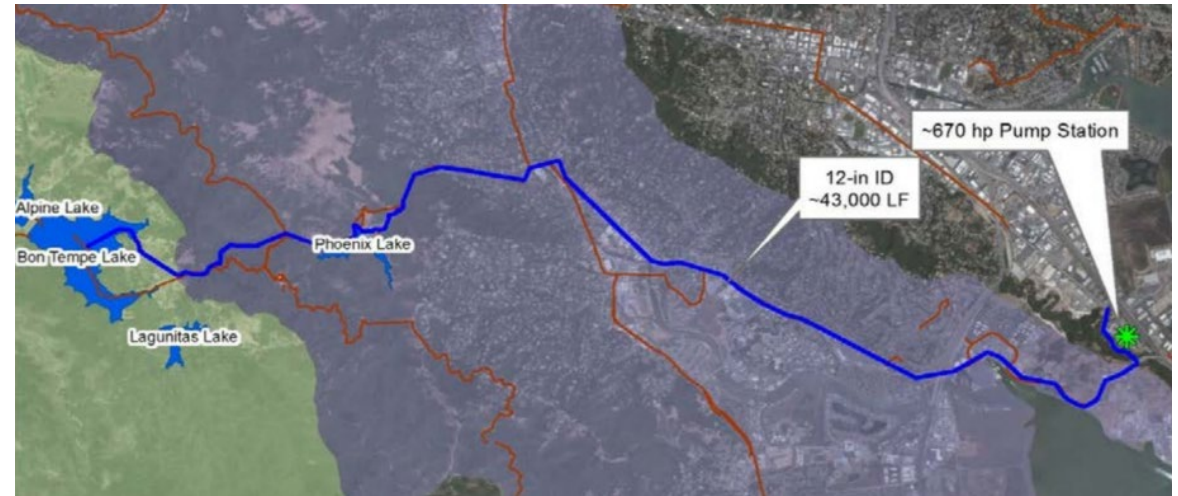 ~670 hp Pump Station
12-in ID
~43,000 LF
Alpine Lake
Phoenix Lake
Bon Tempe Lake
Lagunitas Lake